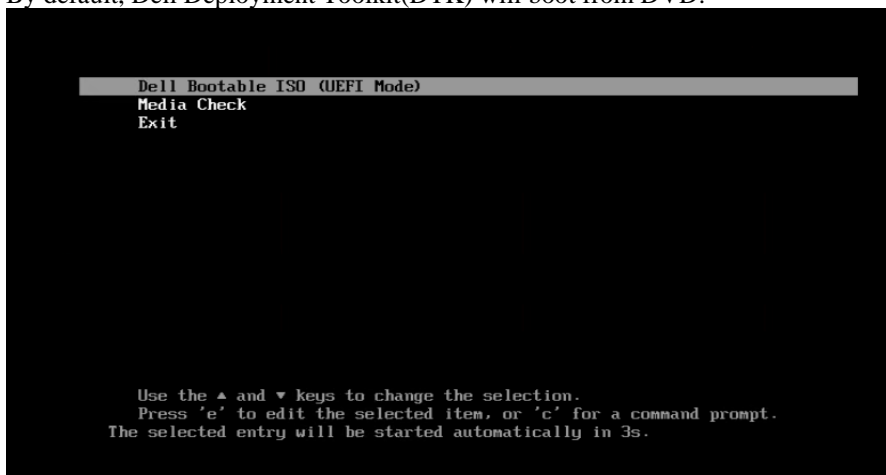 By default, Dell Deployment Toolkit(DTK) will boot from DVD.
Dell Bootable ISO (UEFI Mode)
Media Check
Exit
Use the ▲ and ▼ keys to change the selection.
Press 'e' to edit the selected item, or 'c' for a command prompt.
The selected entry will be started automatically in 3s.